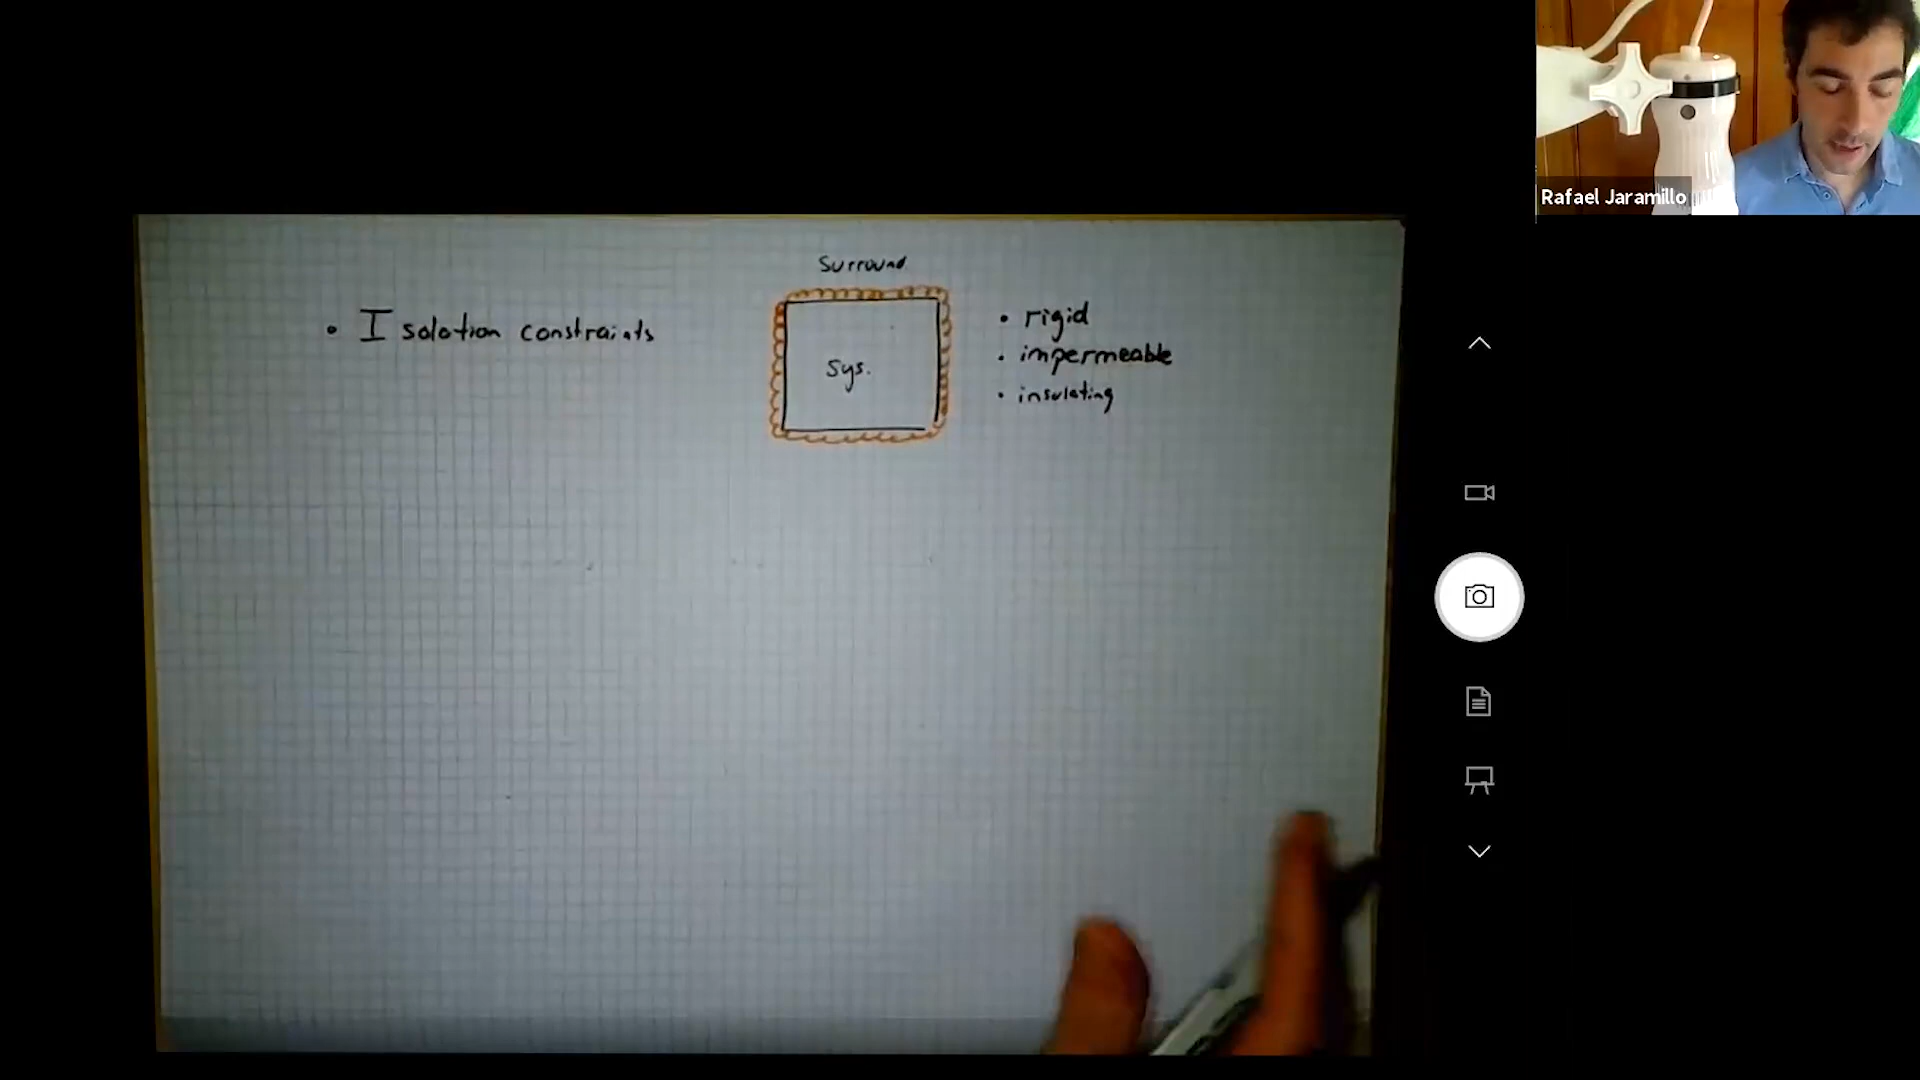 Rafael Jaramillo
Surround.
• Isolation constraints
Sys.
• rigid
• impermeable
• insulating